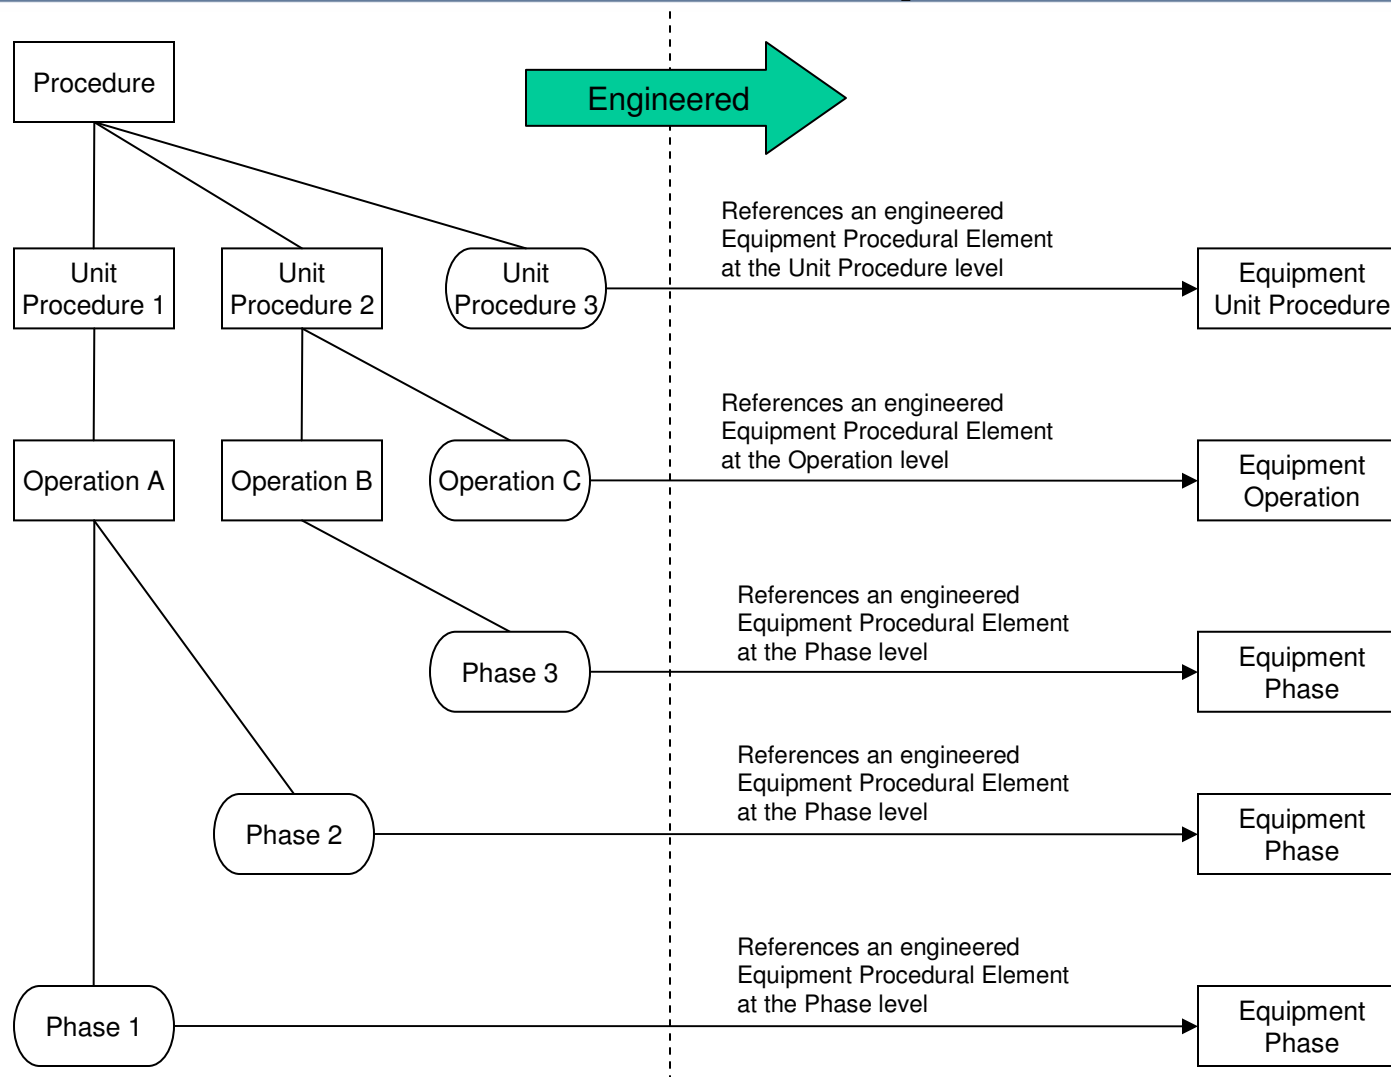 Procedure
Engineered
References an engineered
Equipment Procedural Element
at the Unit Procedure level
Unit
Procedure 1
Unit
Procedure 2
Unit
Procedure 3
Equipment
Unit Procedure
References an engineered
Equipment Procedural Element
at the Operation level
Operation A
Operation B
Operation C
Equipment
Operation
References an engineered
Equipment Procedural Element
at the Phase level
Phase 3
Equipment
Phase
References an engineered
Equipment Procedural Element
at the Phase level
Phase 2
Equipment
Phase
References an engineered
Equipment Procedural Element
at the Phase level
Phase 1
Equipment
Phase